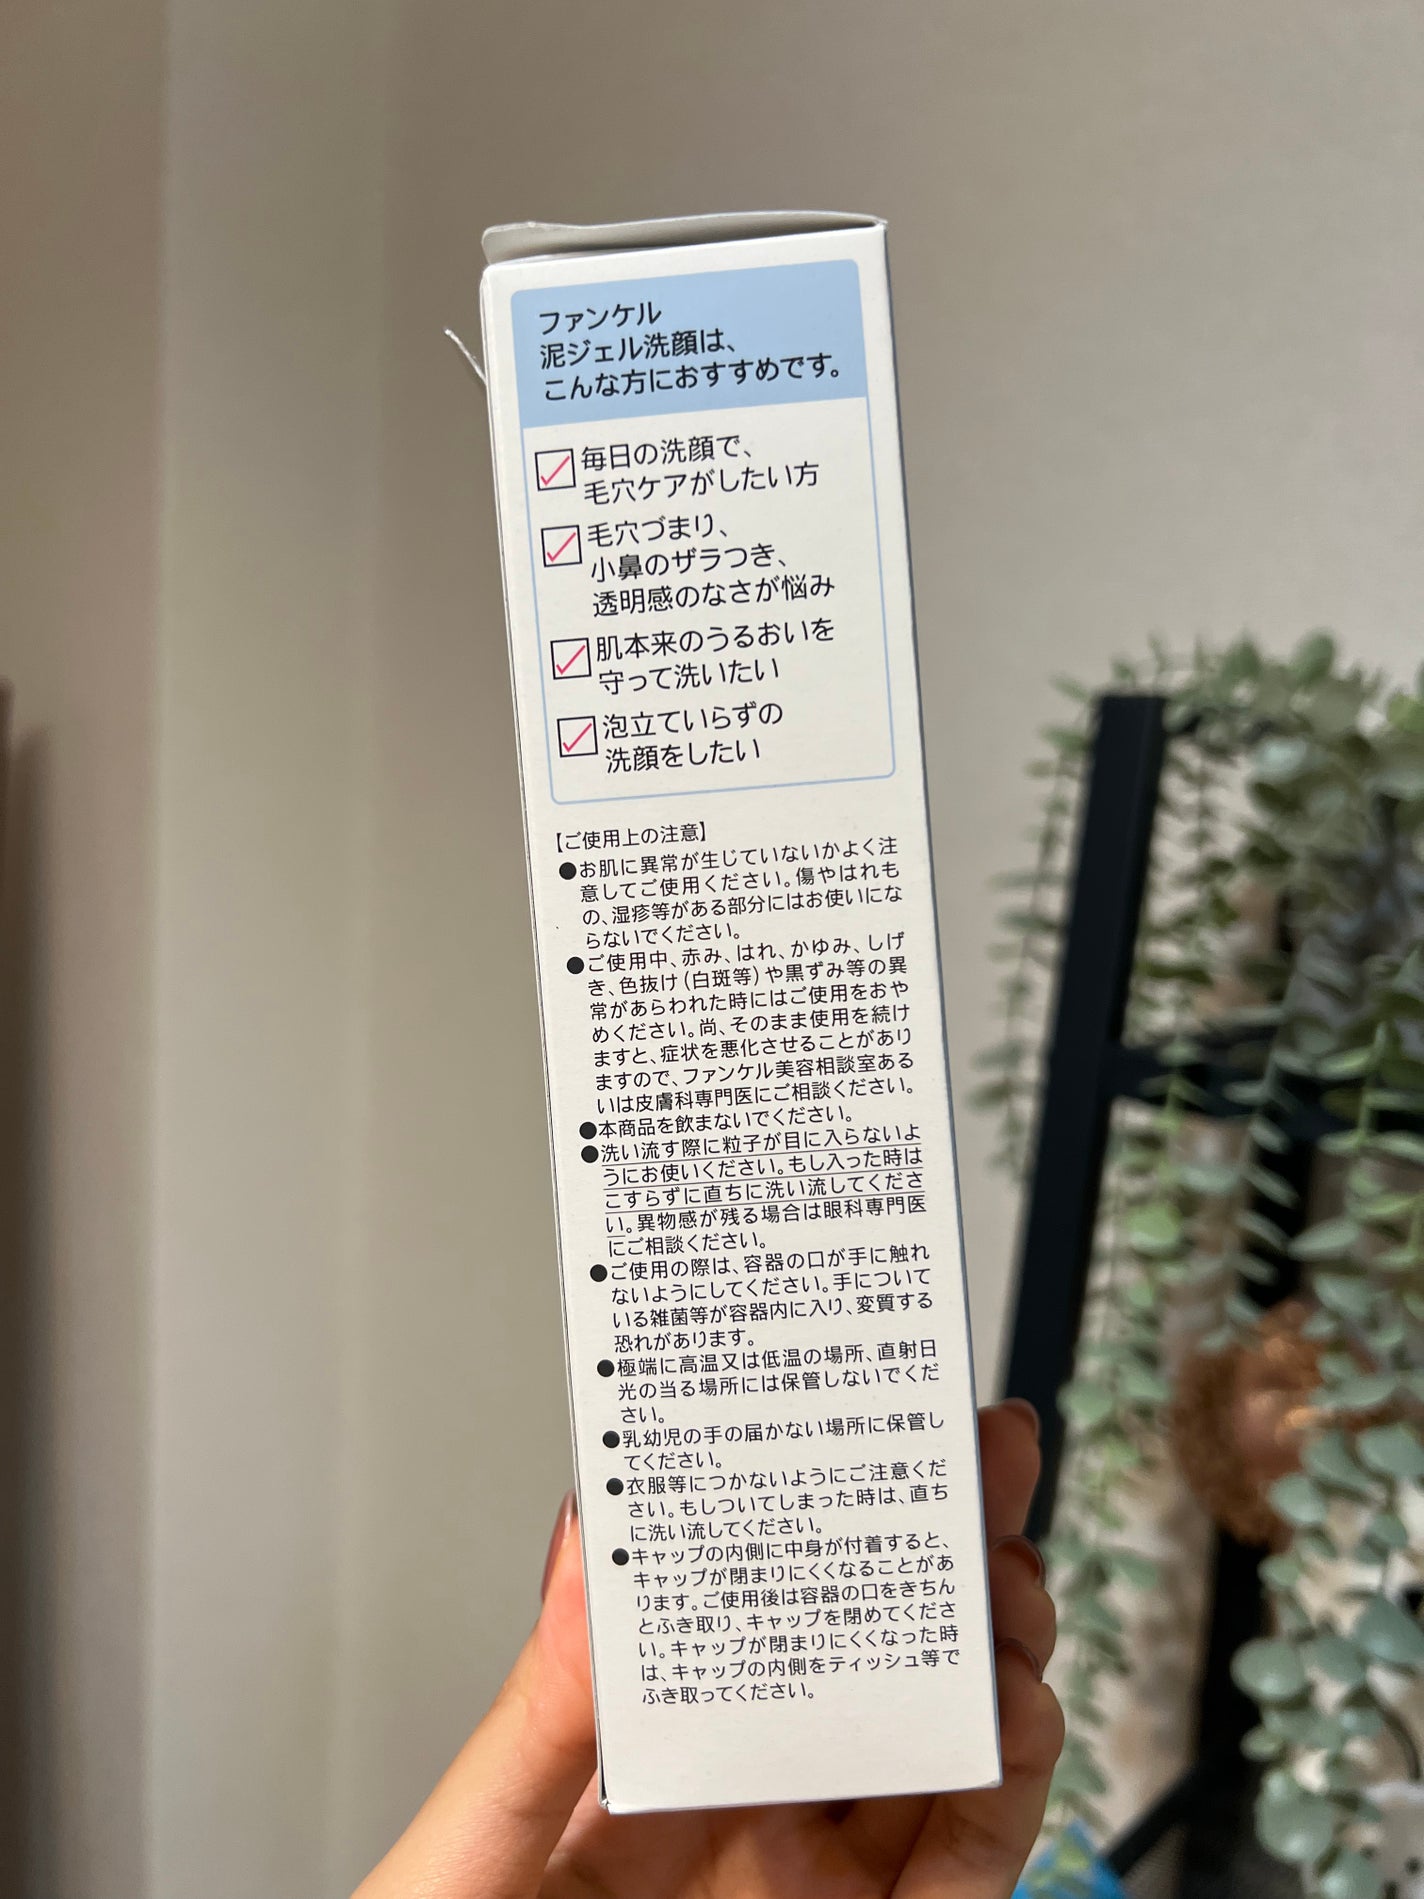 ファンケル
泥ジェル洗顔は、
こんな方におすすめです。
毎日の洗顔で、
毛穴ケアがしたい方
毛穴づまり、
小鼻のザラつき、
透明感のなさが悩み
肌本来のうるおいを
守って洗いたい
泡立ていらずの
洗顔をしたい
【ご使用上の注意】
●お肌に異常が生じていないかよく注
意してご使用ください。傷やはれも
の、湿疹等がある部分にはお使いにな
らないでください。
●ご使用中、赤み、はれ、かゆみ、しげ
き、色抜け(白斑等)や黒ずみ等の異
常があらわれた時にはご使用をおや
めください。尚、そのまま使用を続け
ますと、症状を悪化させることがあり
ますので、ファンケル美容相談室ある
いは皮膚科専門医にご相談ください。
●本商品を飲まないでください。
●洗い流す際に粒子が目に入らないよ
うにお使いください。もし入った時は
こすらずに直ちに洗い流してくださ
い。異物感が残る場合は眼科専門医
にご相談ください。
●ご使用の際は、容器の口が手に触れ
ないようにしてください。手について
いる雑菌等が容器内に入り、変質する
恐れがあります。
●極端に高温又は低温の場所、直射日
光の当る場所には保管しないでくだ
さい。
●乳幼児の手の届かない場所に保管し
てください。
●衣服等につかないようにご注意くだ
さい。もしついてしまった時は、直ち
に洗い流してください。
●キャップの内側に中身が付着すると、
キャップが閉まりにくくなることがあ
ります。ご使用後は容器の口をきちん
とふき取り、キャップを閉めてくださ
い。キャップが閉まりにくくなった時
は、キャップの内側をティッシュ等で
ふき取ってください。